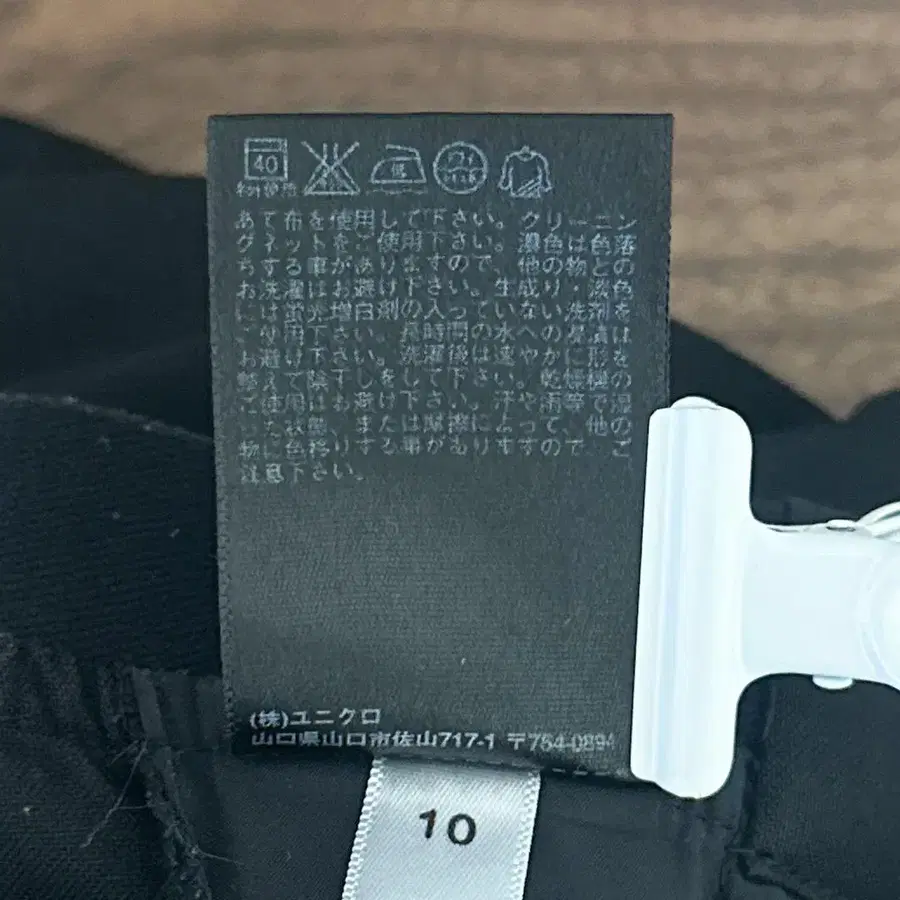 40
ネット使用
低
ドライ
あて布を使用して下さい。クリーニン
グネットをご使用下さい。濃色は色落
ちする事がありますので、他の物との
お洗濯はお避け下さい。生成り・淡色
には蛍光増白剤の入っていない洗剤を
ご使用下さい。長時間の水への浸漬は
お避け下さい。洗濯後は速やかに形を
整えて陰干しをして下さい。乾燥機の
ご使用はお避け下さい。汗や雨等で湿
った状態、または摩擦によって、他の
物に色移りする事がありますのでご
注意下さい。
(株)ユニクロ
山口県山口市佐山717-1 〒754-0894
10